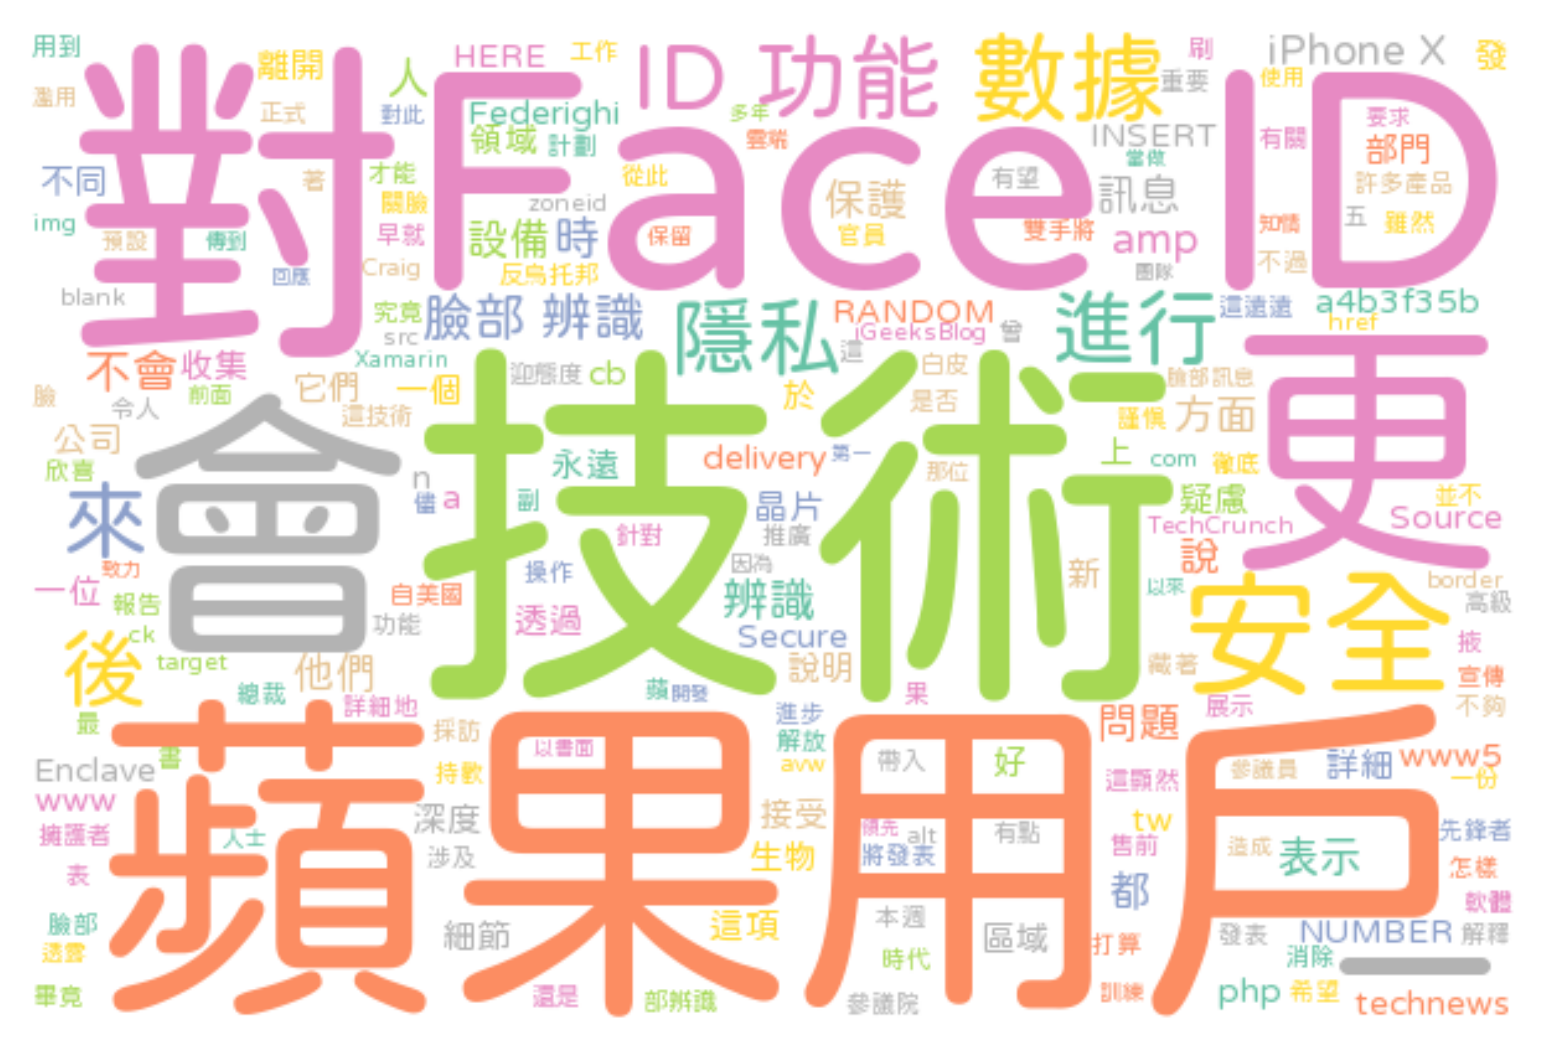 用到
濫用
離開
正式
人
對此
HERE
工作
Federighi
領域
計劃
ID 功能
多年
雲端
數據
刷
重要
iPhone X
發
使用
INSERT
有關
要求
部門
許多產品
當做
對
Face ID
不同
img
預設
傳到
著
回應
才能
關臉
早就
Craig
zoneid
設備
時
反烏托邦
從此
保留
保護
官員
有望
雙手將
訊息
amp
團隊
知情
不過
五
雖然
blank
究竟
src
Xamarin
臉部 辨識
隱私
RANDOM
iGeeksBlog
這
曾
進行
這遠遠
a4b3f35b
href
不會
收集
前面
臉
令人
它們
這技術
一個
迎態度
cb
於
白皮
是否
臉部訊息
謹慎
方面
更
公司
欣喜
來
會
n
儘
a
副
永遠
技術
delivery
第一
那位
上
com
徹底
疑慮
並不
Source
TechCrunch
晶片
推廣
針對
因為
操作
致力
一位
報告
ck
target
自美國
功能
透過
辨識
Secure
說明
新
說
以來
安全
border
高級
掖
宣傳
不夠
後
他們
總裁
詳細地
最
蘋
開發
果
藏著
展示
蘋果用戶
書
Enclave
www
擁護者
人士
表
臉部
透露
畢竟
採訪
持歡
深度
涉及
細節
以書面
還是
部辨識
進步
解放
avw
接受
生物
這項
帶入
好
領先
alt
將發表
有點
本週
時代
參議院
區域
問題
這顯然
tw
售前
都
打算
訓練
參議員
詳細
www5
一份
造成
表示
先鋒者
怎樣
軟體
發表
NUMBER
解釋
消除
php
希望
technews